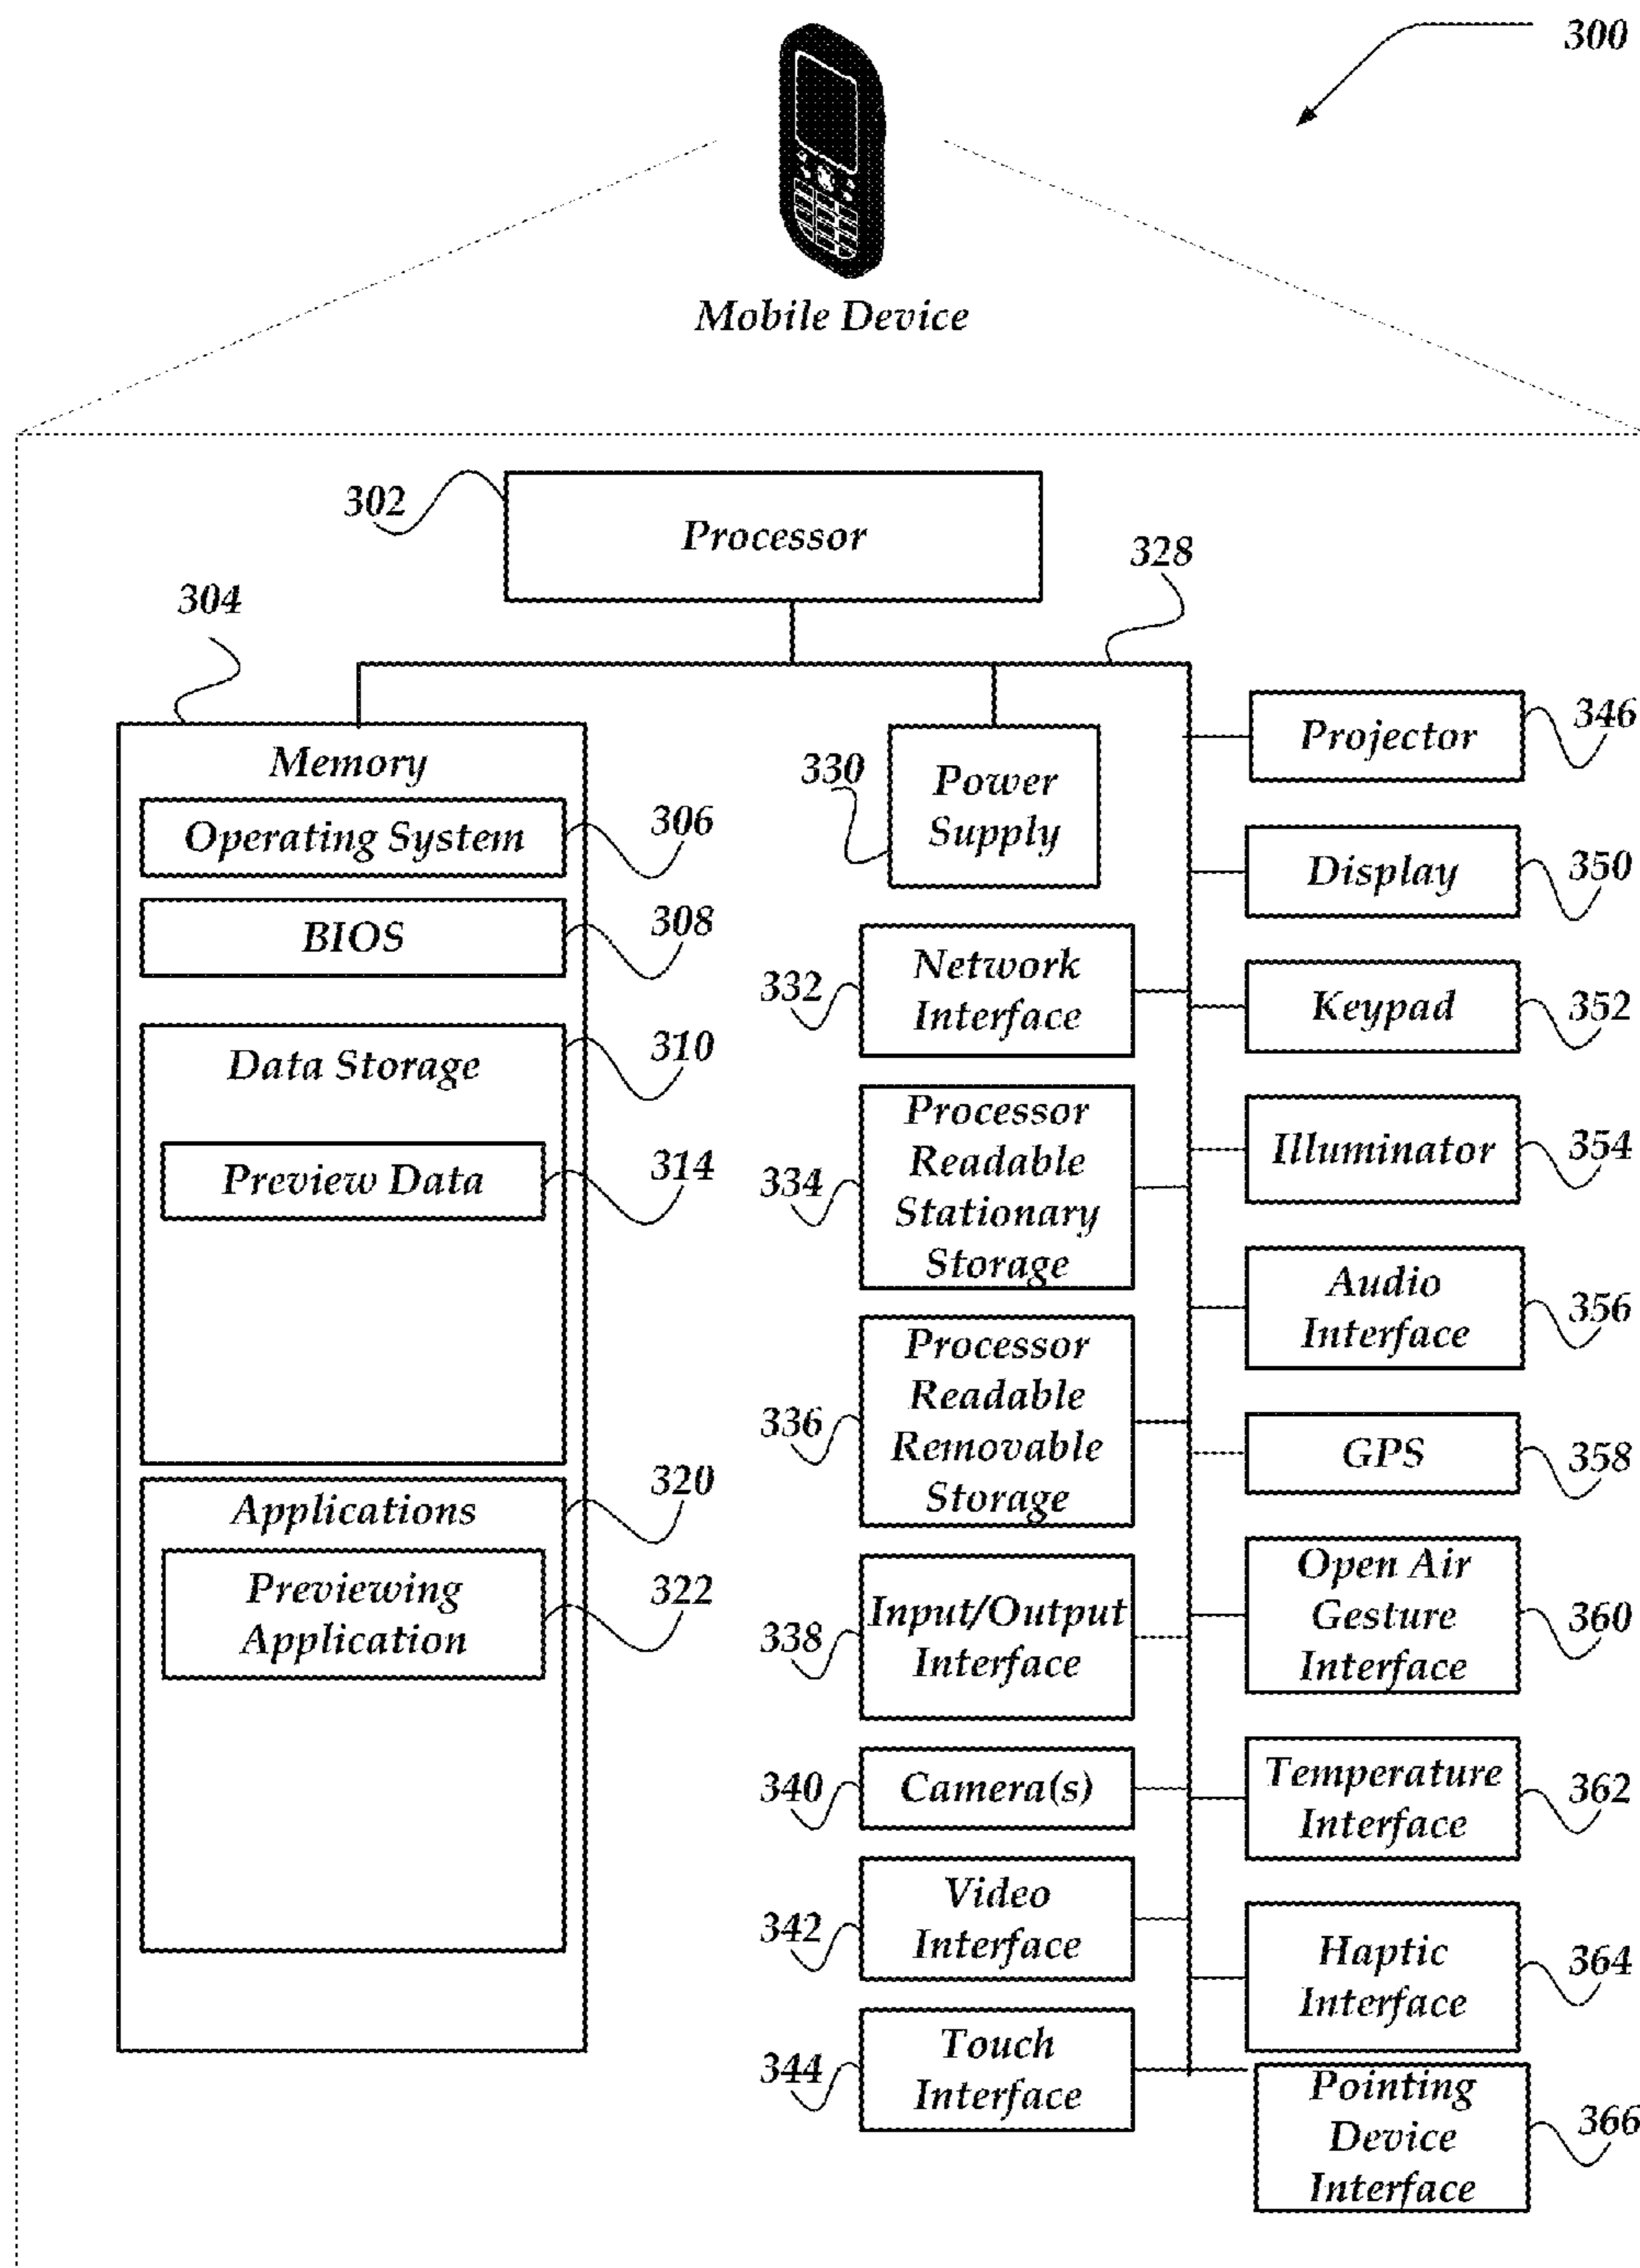 300
Mobile Device
302
Processor
328
304
Memory
Operating System
306
BIOS
308
Data Storage
310
Preview Data
314
Applications
320
Previewing
Application
322
330
Power
Supply
332
Network
Interface
334
Processor
Readable
Stationary
Storage
336
Processor
Readable
Removable
Storage
338
Input/Output
Interface
340
Camera(s)
342
Video
Interface
344
Touch
Interface
Projector
346
Display
350
Keypad
352
Illuminator
354
Audio
Interface
356
GPS
358
Open Air
Gesture
Interface
360
Temperature
Interface
362
Haptic
Interface
364
Pointing
Device
Interface
366